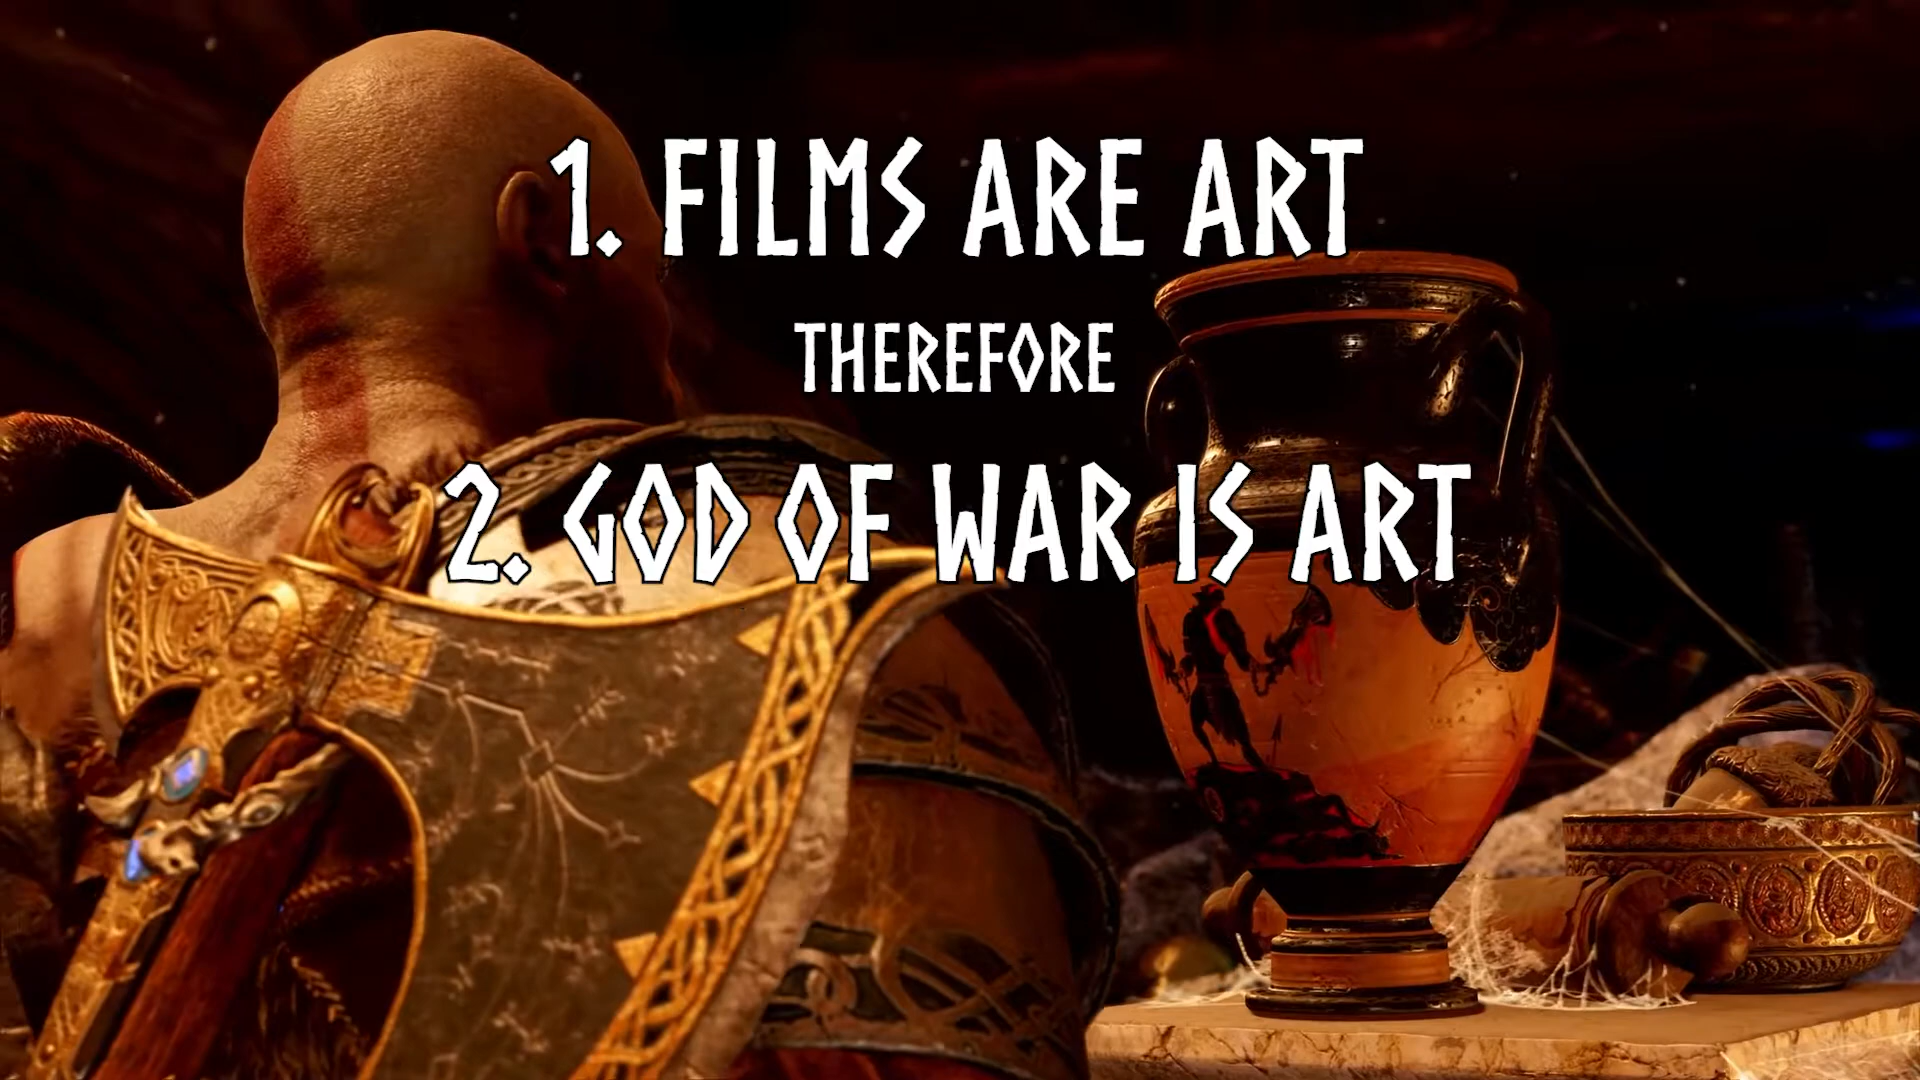 1. FILMS ARE ART
THEREFORE
2. GOD OF WAR IS ART